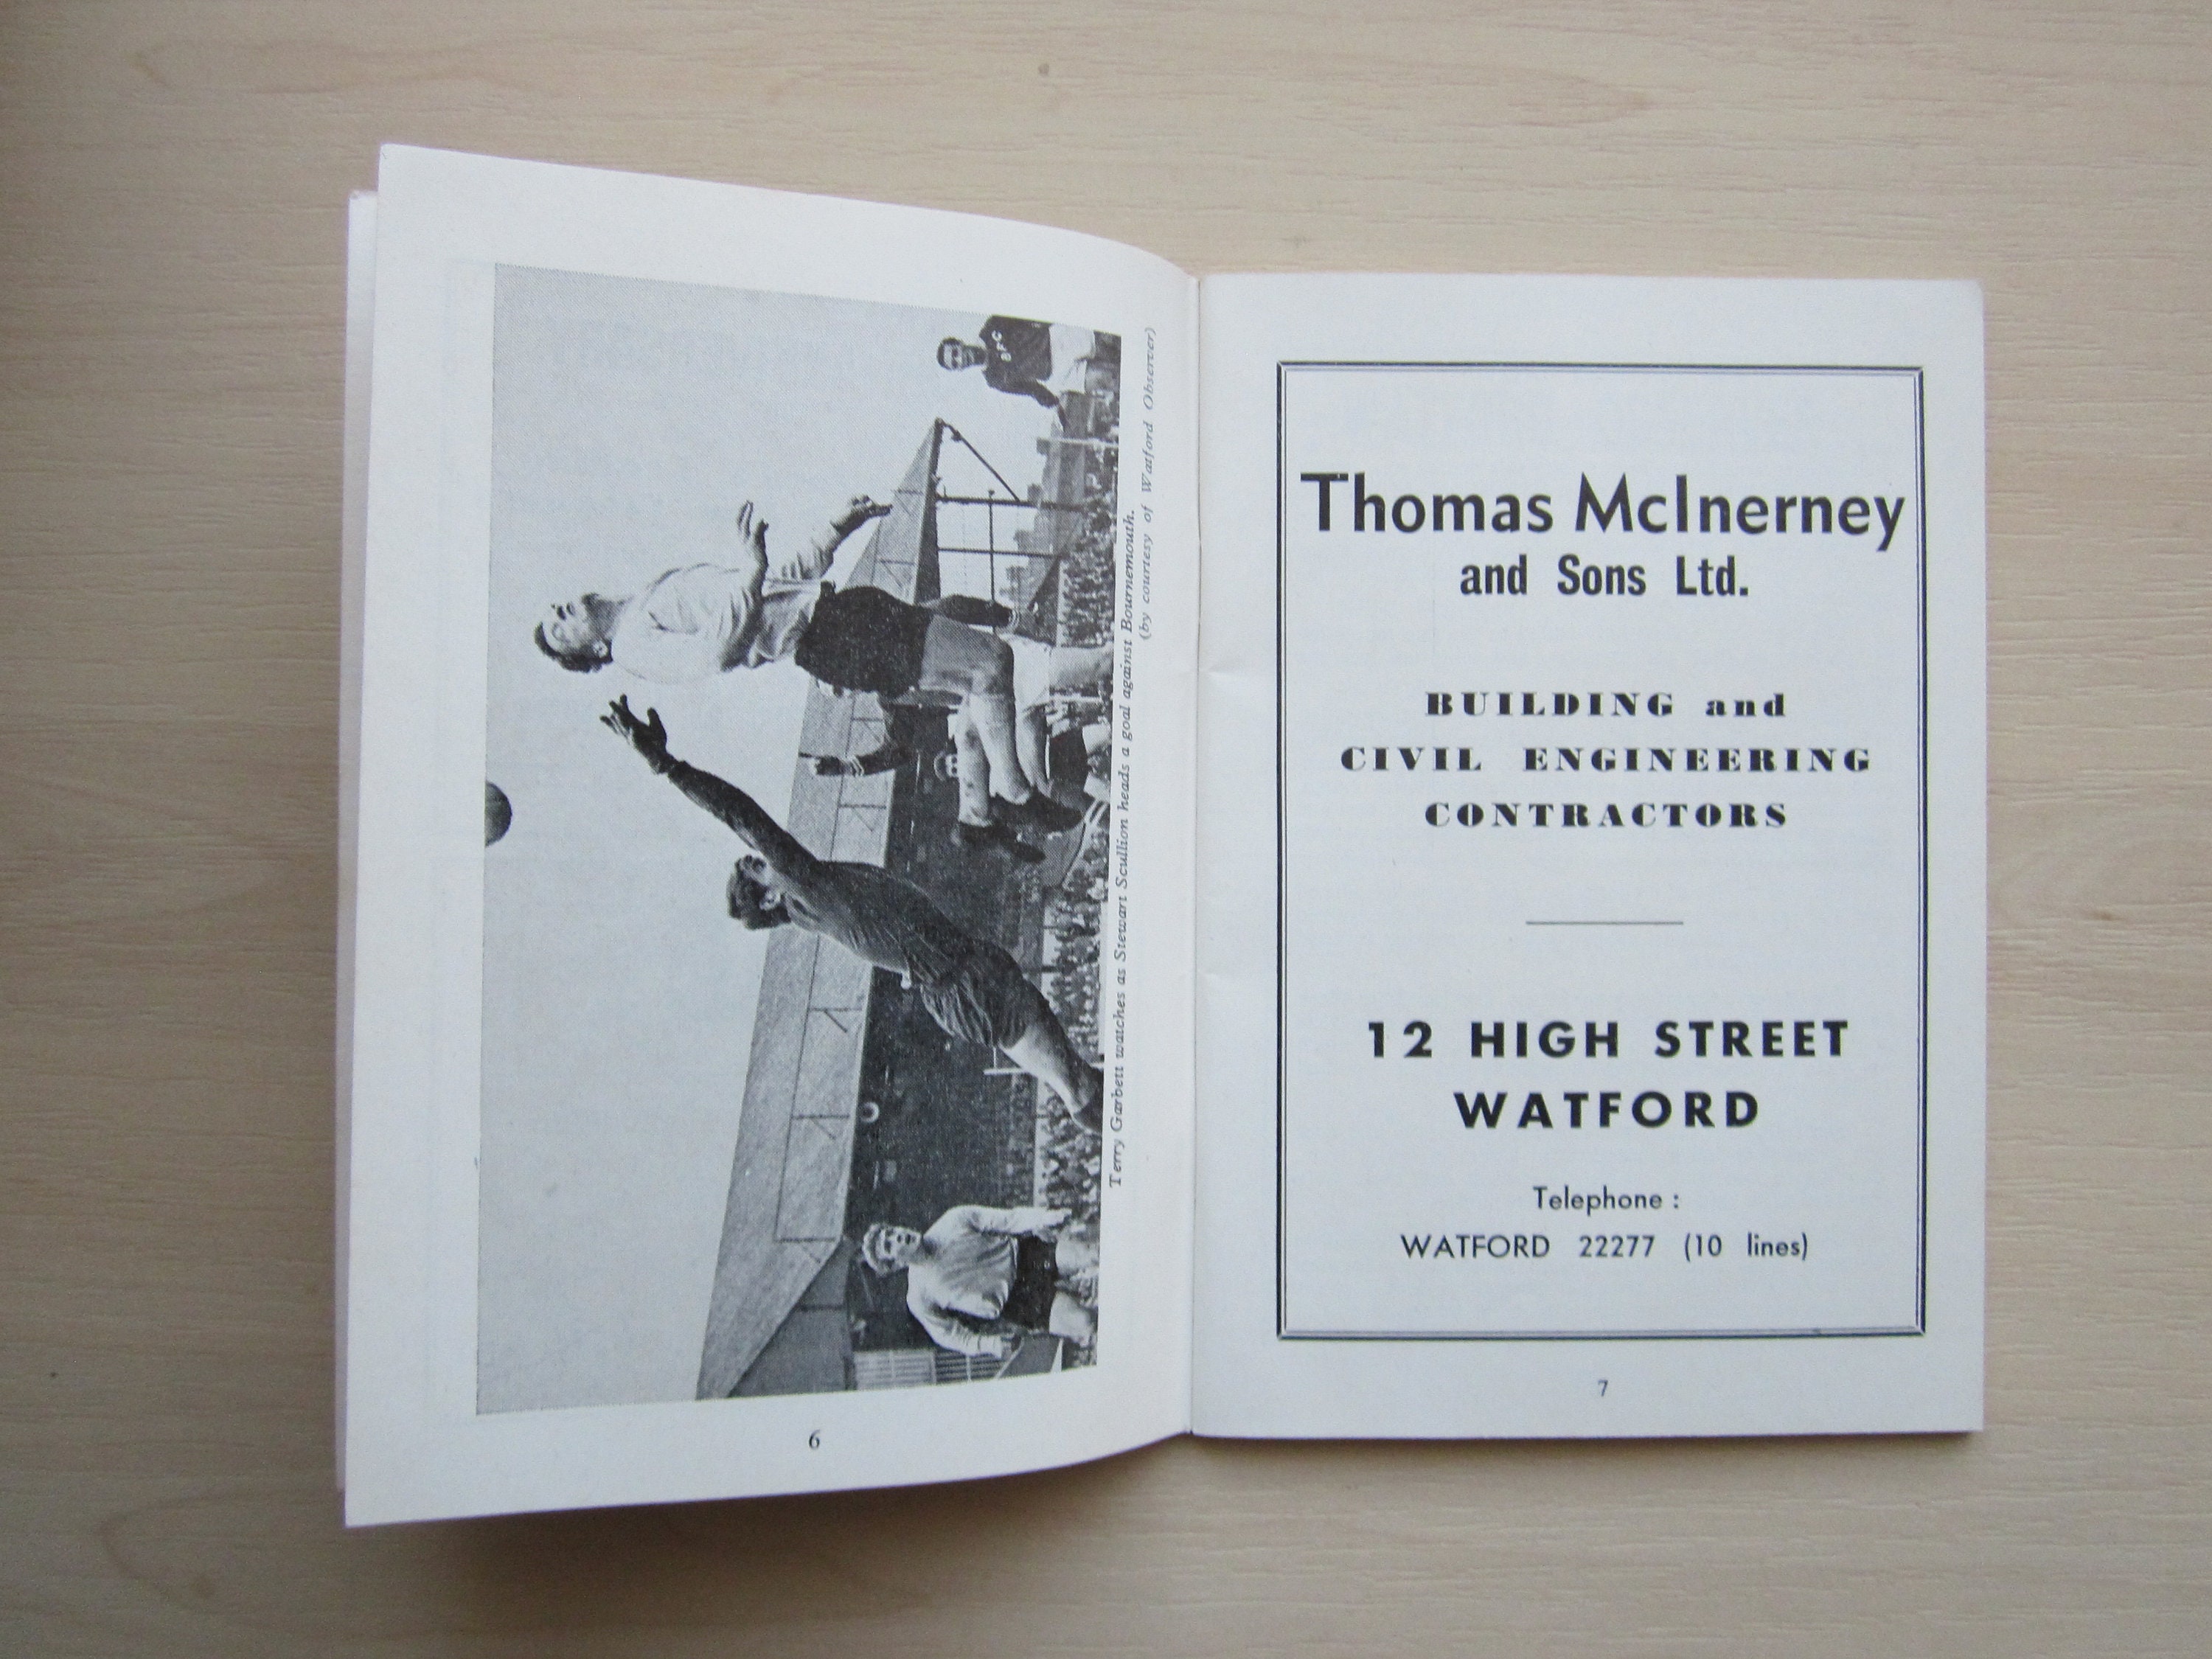 BFC
Terry Garbett watches as Stewart Scullion heads a goal against Bournemouth.
(by courtesy of Watford Observer)
6
Thomas McInerney
and Sons Ltd.
BUILDING and
CIVIL ENGINEERING
CONTRACTORS
12 HIGH STREET
WATFORD
Telephone :
WATFORD 22277 (10 lines)
7